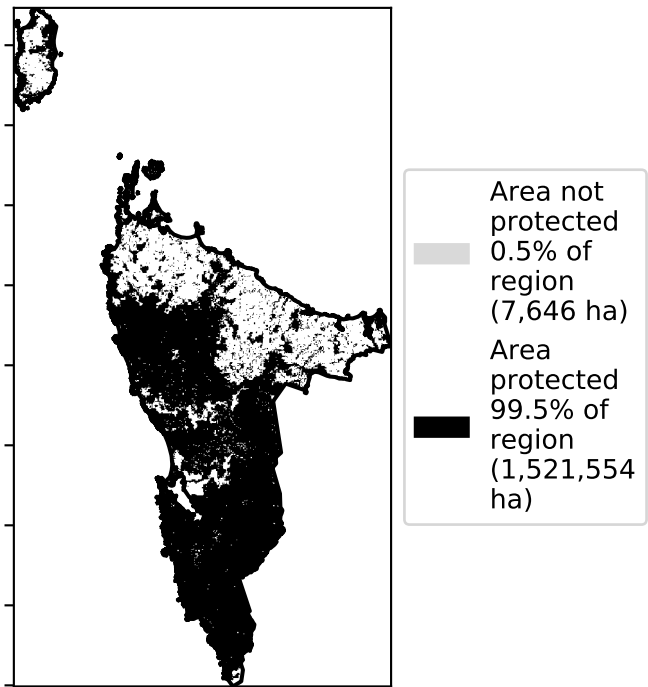 Area not
protected
0.5% of
region
(7,646 ha)
Area
protected
99.5% of
region
(1,521,554
ha)